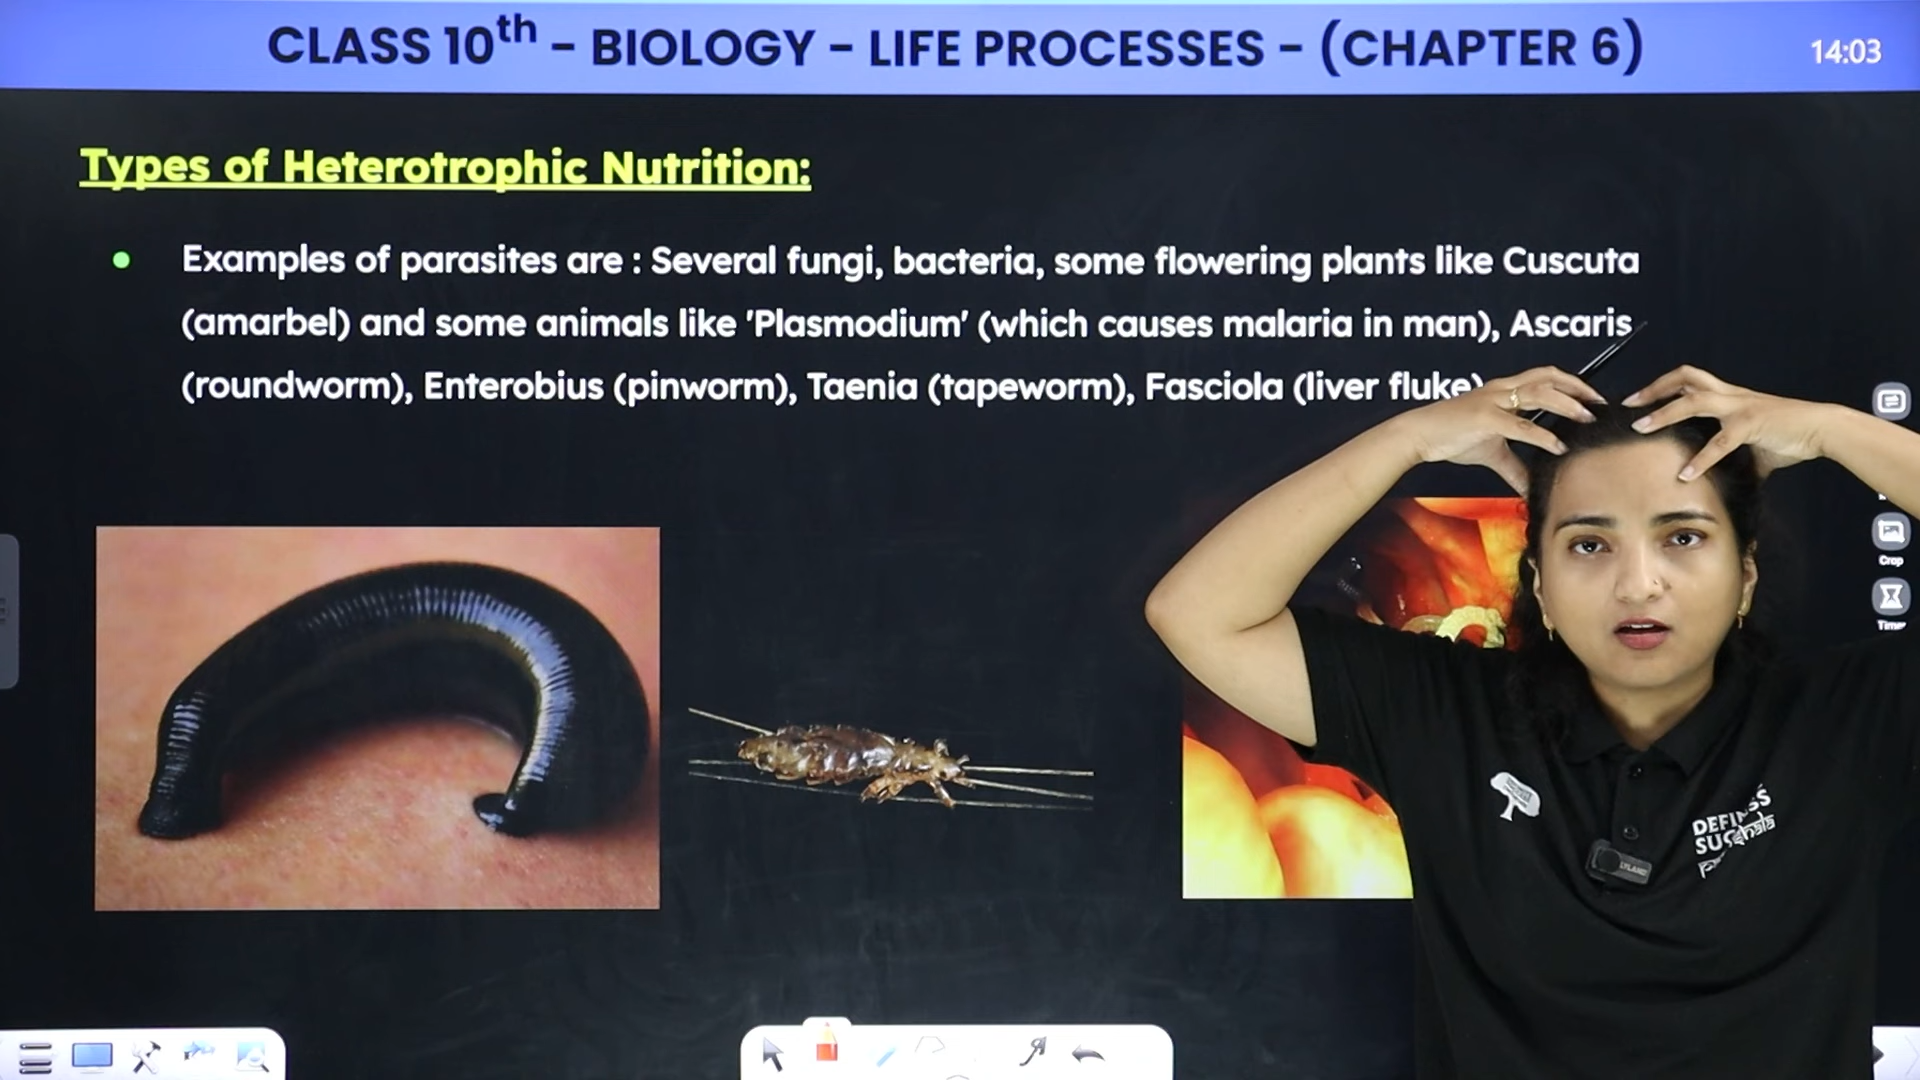 CLASS 10th - BIOLOGY - LIFE PROCESSES - (CHAPTER 6)
14:03
Types of Heterotrophic Nutrition:
Examples of parasites are : Several fungi, bacteria, some flowering plants like Cuscuta
(amarbel) and some animals like 'Plasmodium' (which causes malaria in man), Ascaris
(roundworm), Enterobius (pinworm), Taenia (tapeworm), Fasciola (liver fluke)
Crop